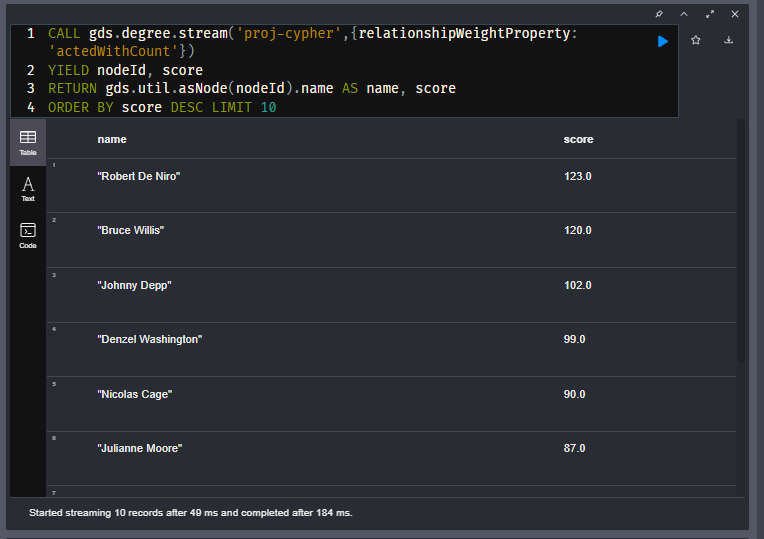 1 CALL gds.degree.stream('proj-cypher',{relationshipWeightProperty:
'actedWithCount'})
2 YIELD nodeId, score
3 RETURN gds.util.asNode(nodeId).name AS name, score
4 ORDER BY score DESC LIMIT 10
Table
A
Text
Code
name score
1 "Robert De Niro" 123.0
2 "Bruce Willis" 120.0
3 "Johnny Depp" 102.0
4 "Denzel Washington" 99.0
5 "Nicolas Cage" 90.0
6 "Julianne Moore" 87.0
7
Started streaming 10 records after 49 ms and completed after 184 ms.